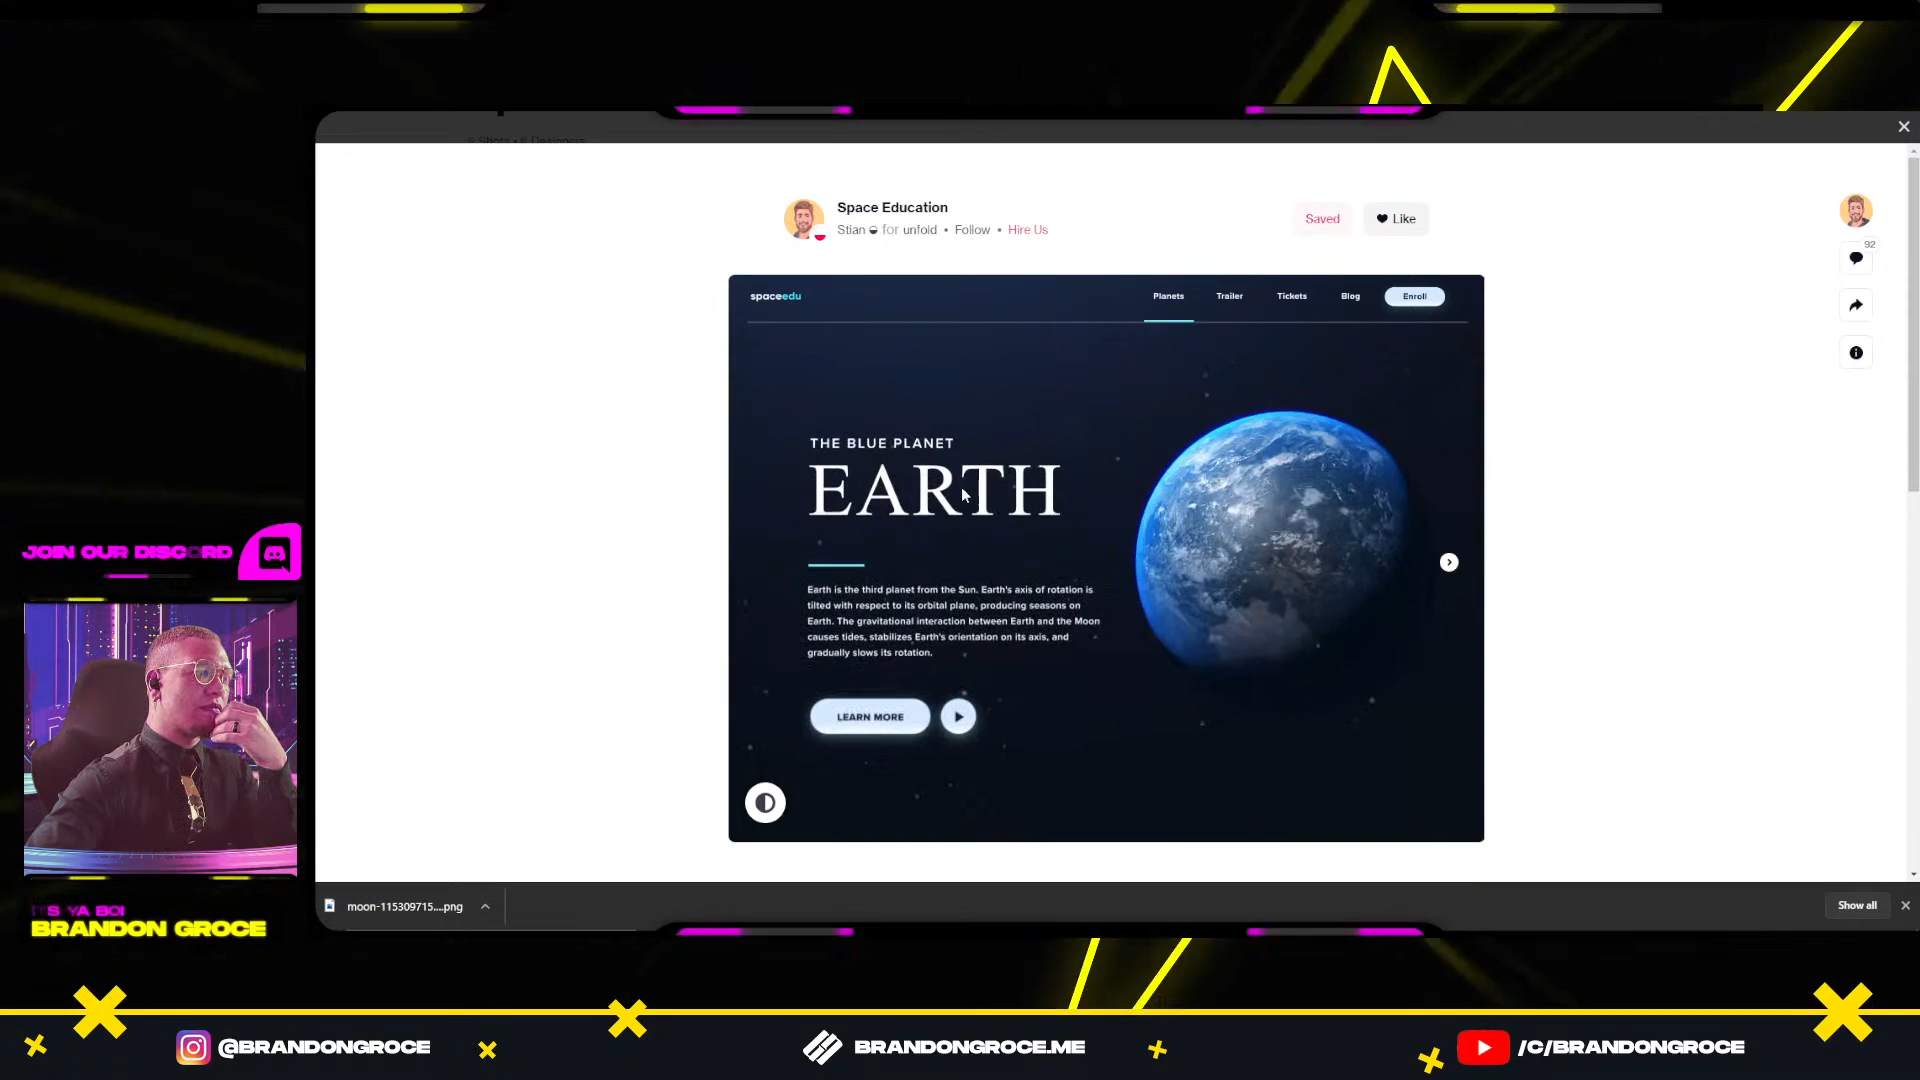 Space Education
Stian for unfold • Follow • Hire Us
Saved
Like
92
spaceedu
Planets
Trailer
Tickets
Blog
Enroll
THE BLUE PLANET
EARTH
Earth is the third planet from the Sun. Earth's axis of rotation is
tilted with respect to its orbital plane, producing seasons on
Earth. The gravitational interaction between Earth and the Moon
causes tides, stabilizes Earth's orientation on its axis, and
gradually slows its rotation.
LEARN MORE
JOIN OUR DISCORD
IT'S YA BOI
BRANDON GROCE
moon-115309715....png
Show all
@BRANDONGROCE
BRANDONGROCE.ME
/C/BRANDONGROCE